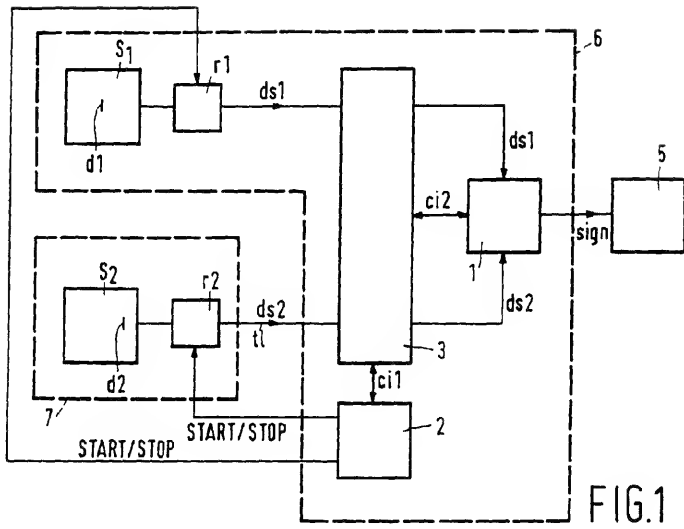 S1
r1
6
ds1
d1
ds1
5
ci2
1
sign
S2
r2
ds2
tl
ds2
3
d2
ci1
7
START/STOP
2
START/STOP
FIG.1